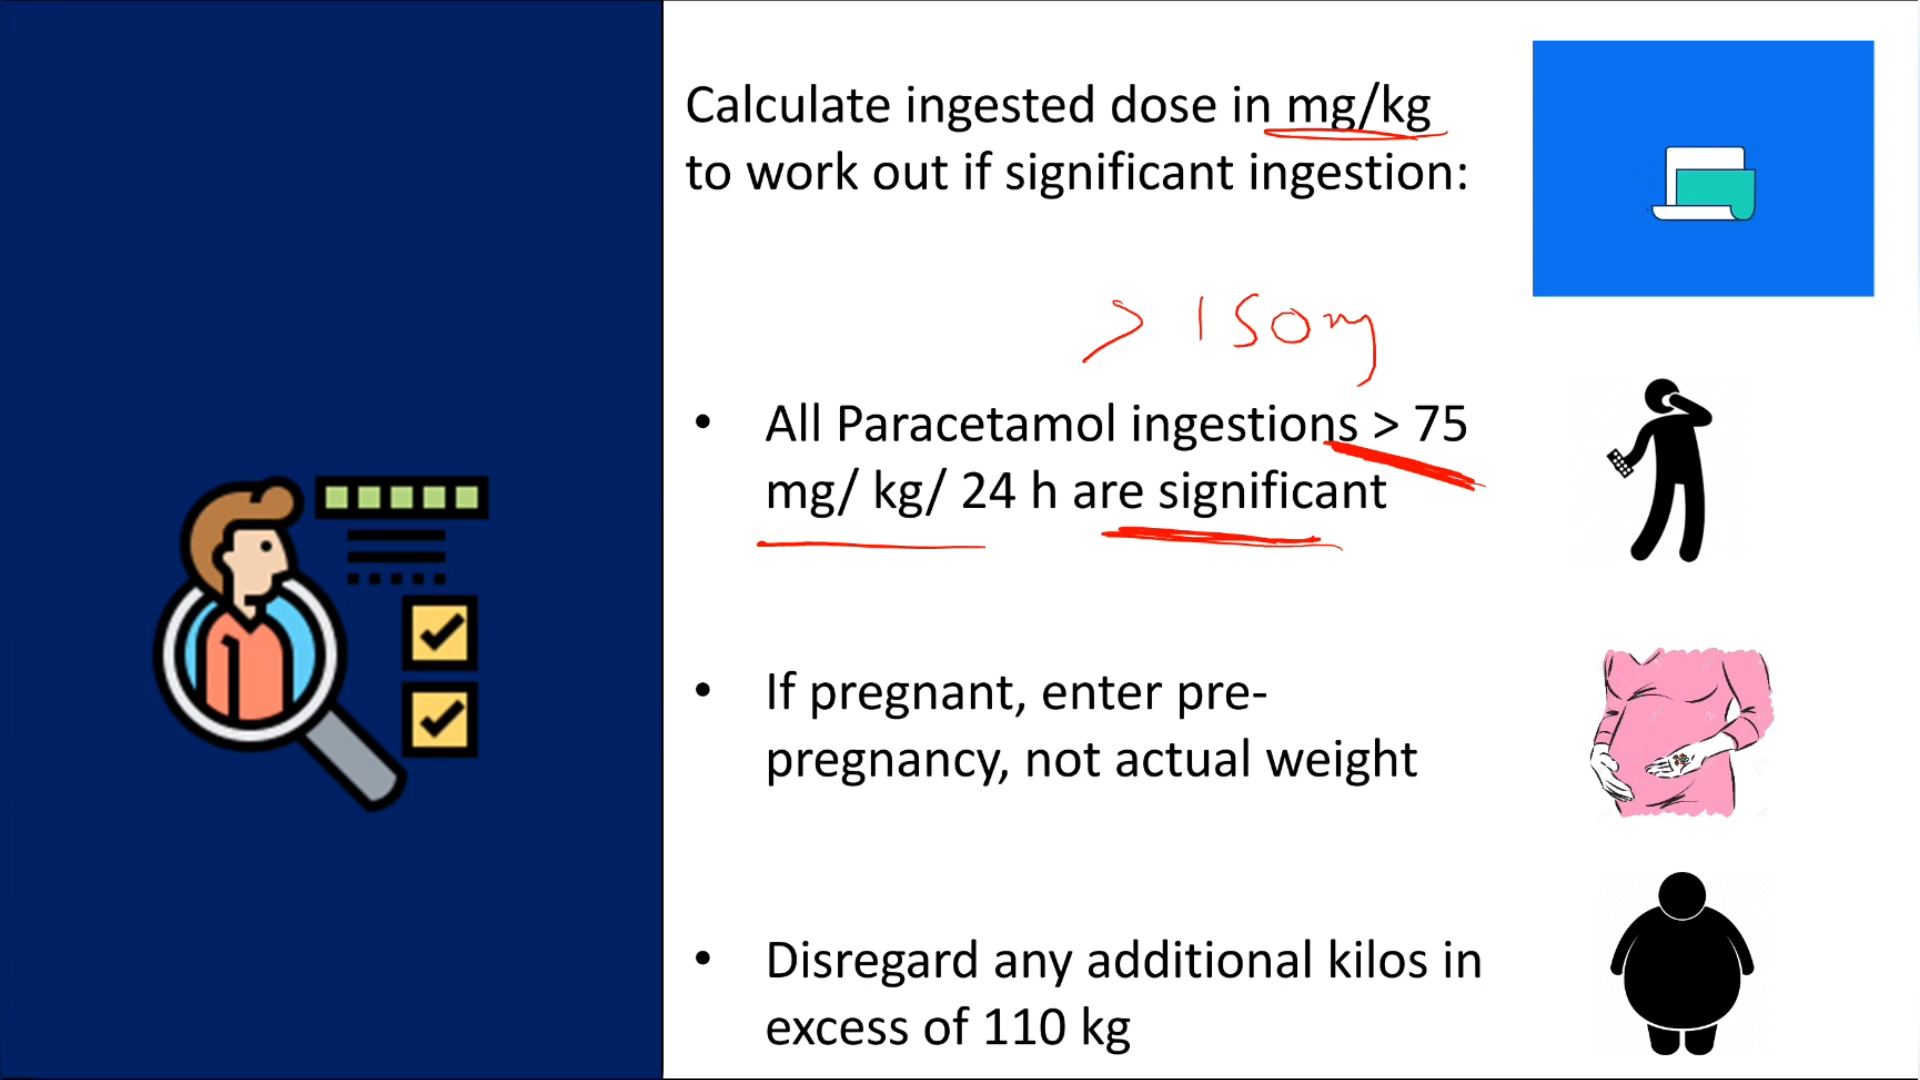 Calculate ingested dose in mg/kg
to work out if significant ingestion:
> 150mg
• All Paracetamol ingestions > 75
mg/ kg/ 24 h are significant
• If pregnant, enter pre-
pregnancy, not actual weight
• Disregard any additional kilos in
excess of 110 kg